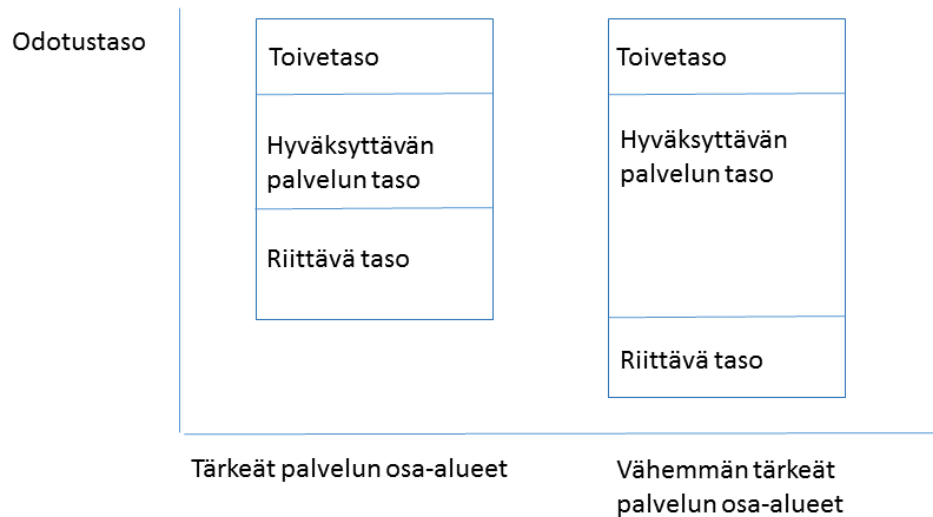 Odotustaso
Toivetaso
Hyväksyttävän
palvelun taso
Riittävä taso
Toivetaso
Hyväksyttävän
palvelun taso
Riittävä taso
Tärkeät palvelun osa-alueet
Vähemmän tärkeät
palvelun osa-alueet